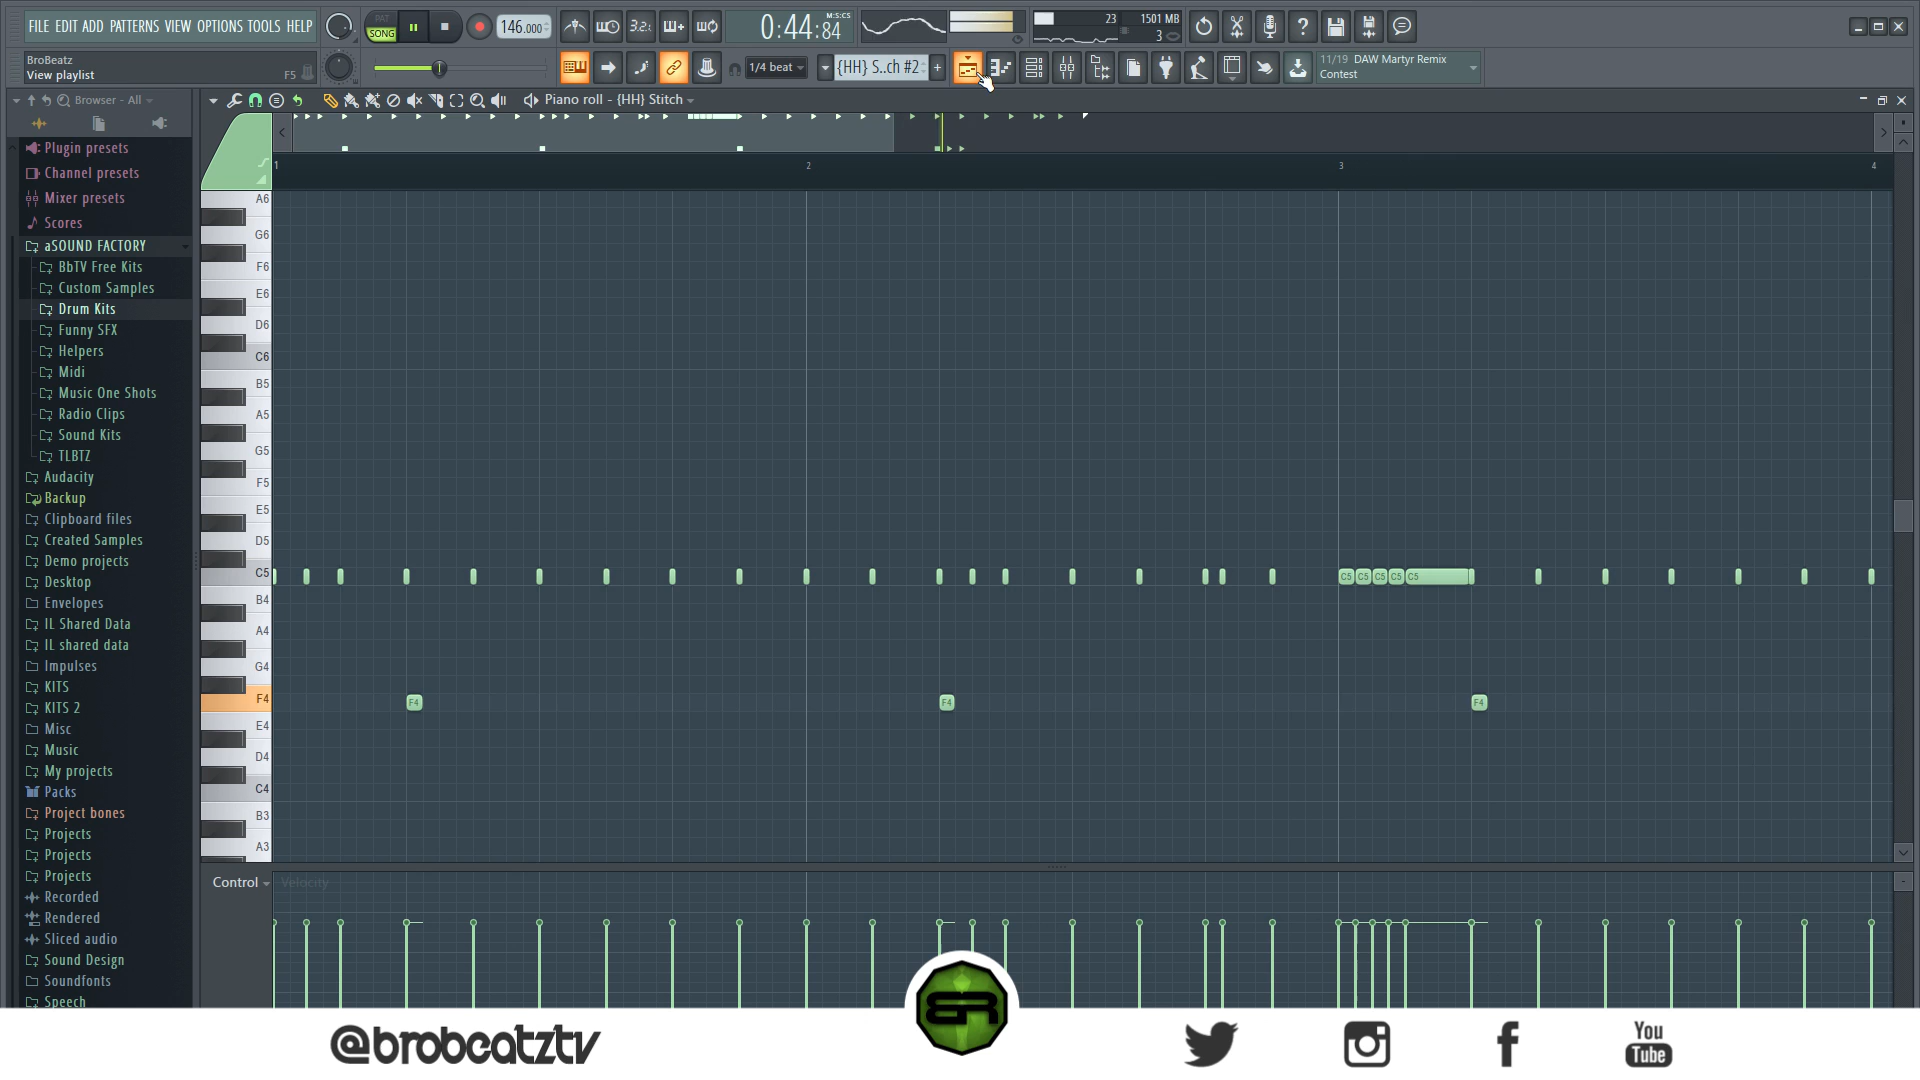 FILE EDIT ADD PATTERNS VIEW OPTIONS TOOLS HELP
PAT
SONG
146.000
3.2.
M:S:CS
0:44:84
23
1501 MB
3
BroBeatz
View playlist
F5
1/4 beat
{HH} S..ch #2
+
11/19 DAW Martyr Remix
Contest
Browser - All
Piano roll - {HH} Stitch
Plugin presets
Channel presets
Mixer presets
Scores
aSOUND FACTORY
BbTV Free Kits
Custom Samples
Drum Kits
Funny SFX
Helpers
Midi
Music One Shots
Radio Clips
Sound Kits
TLBTZ
Audacity
Backup
Clipboard files
Created Samples
Demo projects
Desktop
Envelopes
IL Shared Data
IL shared data
Impulses
KITS
KITS 2
Misc
Music
My projects
Packs
Project bones
Projects
Projects
Projects
Recorded
Rendered
Sliced audio
Sound Design
Soundfonts
Speech
1
2
3
4
A6
G6
F6
E6
D6
C6
B5
A5
G5
F5
E5
D5
C5
C5 C5 C5 C5 C5
B4
A4
G4
F4
F4 F4 F4
E4
D4
C4
B3
A3
Control
Velocity
@brobeatztv
BR
You
Tube